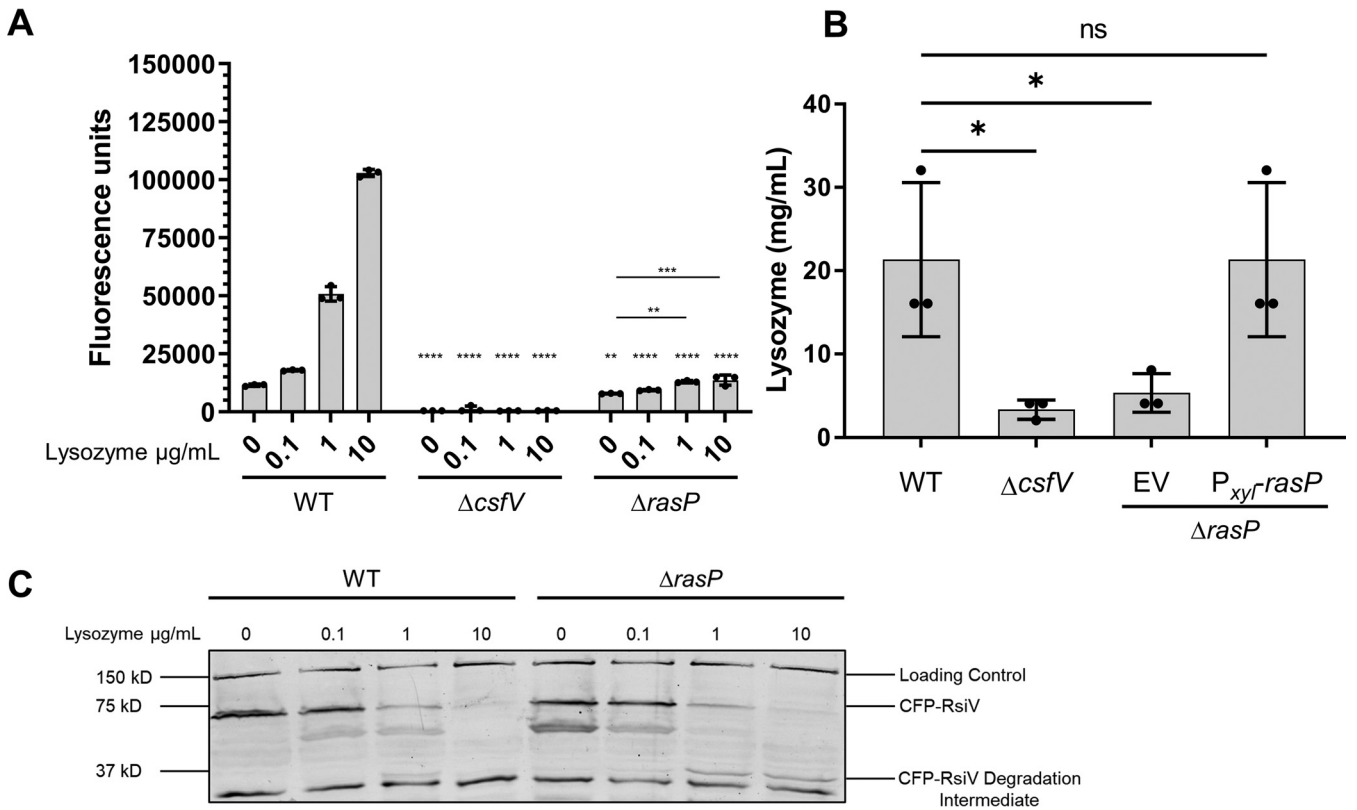 A
150000
125000
100000
75000
50000
25000
0
Fluorescence units
***
**
**** **** **** **** ** **** **** ****
Lysozyme µg/mL 0 0.1 1 10 0 0.1 1 10 0 0.1 1 10
WT ΔcsfV ΔrasP
B
ns
*
*
40
30
20
10
0
Lysozyme (mg/mL)
WT ΔcsfV EV Pxyl-rasP
ΔrasP
C
WT ΔrasP
Lysozyme µg/mL 0 0.1 1 10 0 0.1 1 10
150 kD Loading Control
75 kD CFP-RsiV
37 kD CFP-RsiV Degradation
Intermediate